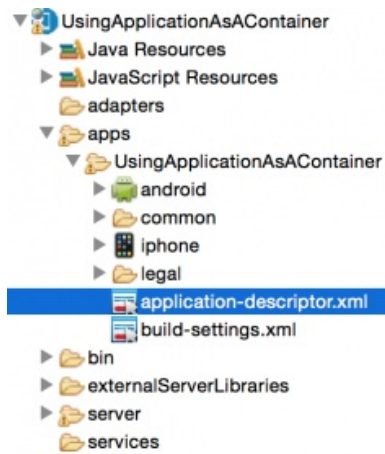 UsingApplicationAsAContainer
Java Resources
JavaScript Resources
adapters
apps
UsingApplicationAsAContainer
android
common
iphone
legal
application-descriptor.xml
build-settings.xml
bin
externalServerLibraries
server
services